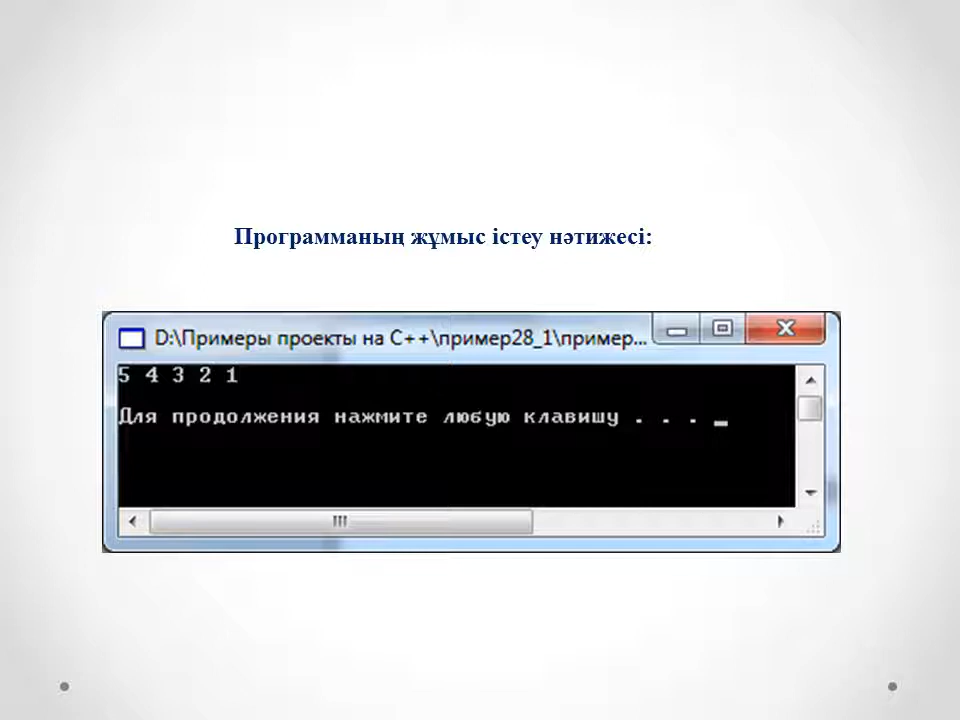 Программаның жұмыс істеу нәтижесі:
D:\Примеры проекты на C++\пример28_1\пример...
5 4 3 2 1
Для продолжения нажмите любую клавишу . . . _